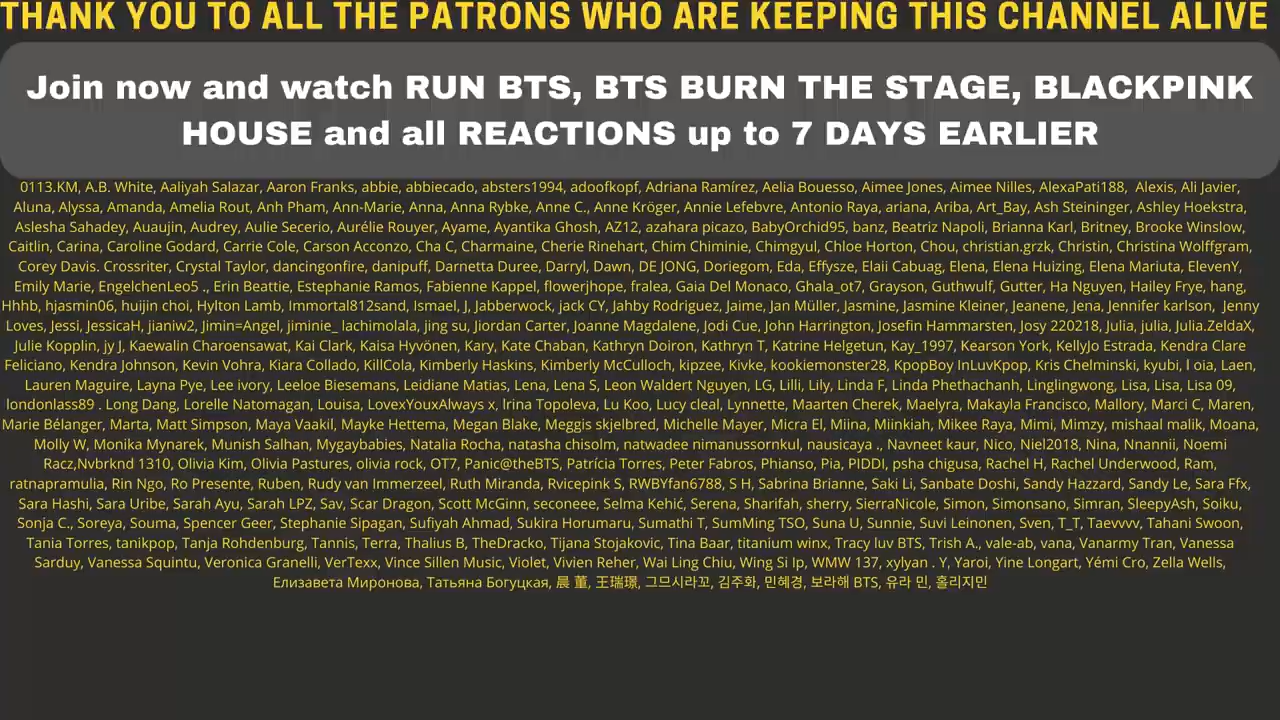 THANK YOU TO ALL THE PATRONS WHO ARE KEEPING THIS CHANNEL ALIVE
Join now and watch RUN BTS, BTS BURN THE STAGE, BLACKPINK
HOUSE and all REACTIONS up to 7 DAYS EARLIER
0113.KM, A.B. White, Aaliyah Salazar, Aaron Franks, abbie, abbiecado, absters1994, adoofkopf, Adriana Ramírez, Aelia Bouesso, Aimee Jones, Aimee Nilles, AlexaPati188, Alexis, Ali Javier,
Aluna, Alyssa, Amanda, Amelia Rout, Anh Pham, Ann-Marie, Anna, Anna Rybke, Anne C., Anne Kröger, Annie Lefebvre, Antonio Raya, ariana, Ariba, Art_Bay, Ash Steininger, Ashley Hoekstra,
Aslesha Sahadey, Auaujin, Audrey, Aulie Secerio, Aurélie Rouyer, Ayame, Ayantika Ghosh, AZ12, azahara picazo, BabyOrchid95, banz, Beatriz Napoli, Brianna Karl, Britney, Brooke Winslow,
Caitlin, Carina, Caroline Godard, Carrie Cole, Carson Acconzo, Cha C, Charmaine, Cherie Rinehart, Chim Chiminie, Chimgyul, Chloe Horton, Chou, christian.grzk, Christin, Christina Wolffgram,
Corey Davis. Crossriter, Crystal Taylor, dancingonfire, danipuff, Darnetta Duree, Darryl, Dawn, DE JONG, Doriegom, Eda, Effysze, Elaii Cabuag, Elena, Elena Huizing, Elena Mariuta, ElevenY,
Emily Marie, EngelchenLeo5 ., Erin Beattie, Estephanie Ramos, Fabienne Kappel, flowerjhope, fralea, Gaia Del Monaco, Ghala_ot7, Grayson, Guthwulf, Gutter, Ha Nguyen, Hailey Frye, hang,
Hhhb, hjasmin06, huijin choi, Hylton Lamb, Immortal812sand, Ismael, J, Jabberwock, jack CY, Jahby Rodriguez, Jaime, Jan Müller, Jasmine, Jasmine Kleiner, Jeanene, Jena, Jennifer karlson, Jenny
Loves, Jessi, JessicaH, jianiw2, Jimin=Angel, jiminie_ lachimolala, jing su, Jiordan Carter, Joanne Magdalene, Jodi Cue, John Harrington, Josefin Hammarsten, Josy 220218, Julia, julia, Julia.ZeldaX,
Julie Kopplin, jy J, Kaewalin Charoensawat, Kai Clark, Kaisa Hyvönen, Kary, Kate Chaban, Kathryn Doiron, Kathryn T, Katrine Helgetun, Kay_1997, Kearson York, KellyJo Estrada, Kendra Clare
Feliciano, Kendra Johnson, Kevin Vohra, Kiara Collado, KillCola, Kimberly Haskins, Kimberly McCulloch, kipzee, Kivke, kookiemonster28, KpopBoy InLuvKpop, Kris Chelminski, kyubi, l oia, Laen,
Lauren Maguire, Layna Pye, Lee ivory, Leeloe Biesemans, Leidiane Matias, Lena, Lena S, Leon Waldert Nguyen, LG, Lilli, Lily, Linda F, Linda Phethachanh, Linglingwong, Lisa, Lisa, Lisa 09,
londonlass89 . Long Dang, Lorelle Natomagan, Louisa, LovexYouxAlways x, lrina Topoleva, Lu Koo, Lucy cleal, Lynnette, Maarten Cherek, Maelyra, Makayla Francisco, Mallory, Marci C, Maren,
Marie Bélanger, Marta, Matt Simpson, Maya Vaakil, Mayke Hettema, Megan Blake, Meggis skjelbred, Michelle Mayer, Micra El, Miina, Miinkiah, Mikee Raya, Mimi, Mimzy, mishaal malik, Moana,
Molly W, Monika Mynarek, Munish Salhan, Mygaybabies, Natalia Rocha, natasha chisolm, natwadee nimanussornkul, nausicaya ., Navneet kaur, Nico, Niel2018, Nina, Nnannii, Noemi
Racz,Nvbrknd 1310, Olivia Kim, Olivia Pastures, olivia rock, OT7, Panic@theBTS, Patrícia Torres, Peter Fabros, Phianso, Pia, PIDDI, psha chigusa, Rachel H, Rachel Underwood, Ram,
ratnapramulia, Rin Ngo, Ro Presente, Ruben, Rudy van Immerzeel, Ruth Miranda, Rvicepink S, RWBYfan6788, S H, Sabrina Brianne, Saki Li, Sanbate Doshi, Sandy Hazzard, Sandy Le, Sara Ffx,
Sara Hashi, Sara Uribe, Sarah Ayu, Sarah LPZ, Sav, Scar Dragon, Scott McGinn, seconeee, Selma Kehić, Serena, Sharifah, sherry, SierraNicole, Simon, Simonsano, Simran, SleepyAsh, Soiku,
Sonja C., Soreya, Souma, Spencer Geer, Stephanie Sipagan, Sufiyah Ahmad, Sukira Horumaru, Sumathi T, SumMing TSO, Suna U, Sunnie, Suvi Leinonen, Sven, T_T, Taevvvv, Tahani Swoon,
Tania Torres, tanikpop, Tanja Rohdenburg, Tannis, Terra, Thalius B, TheDracko, Tijana Stojakovic, Tina Baar, titanium winx, Tracy luv BTS, Trish A., vale-ab, vana, Vanarmy Tran, Vanessa
Sarduy, Vanessa Squintu, Veronica Granelli, VerTexx, Vince Sillen Music, Violet, Vivien Reher, Wai Ling Chiu, Wing Si Ip, WMW 137, xylyan . Y, Yaroi, Yine Longart, Yémi Cro, Zella Wells,
Елизавета Миронова, Татьяна Богуцкая, 晨 董, 王瑞璟, 그므시라꼬, 김주화, 민혜경, 보라해 BTS, 유라 민, 홀리지민